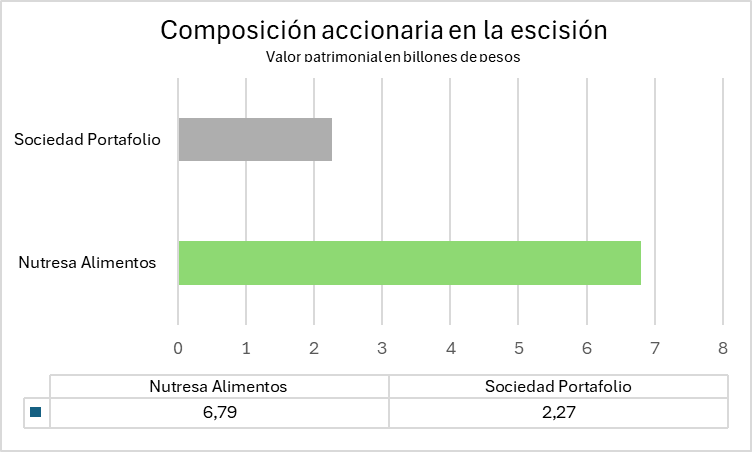 Composición accionaria en la escisión
Valor patrimonial en billones de pesos
Sociedad Portafolio
Nutresa Alimentos
0 1 2 3 4 5 6 7 8
Nutresa Alimentos Sociedad Portafolio
6,79 2,27